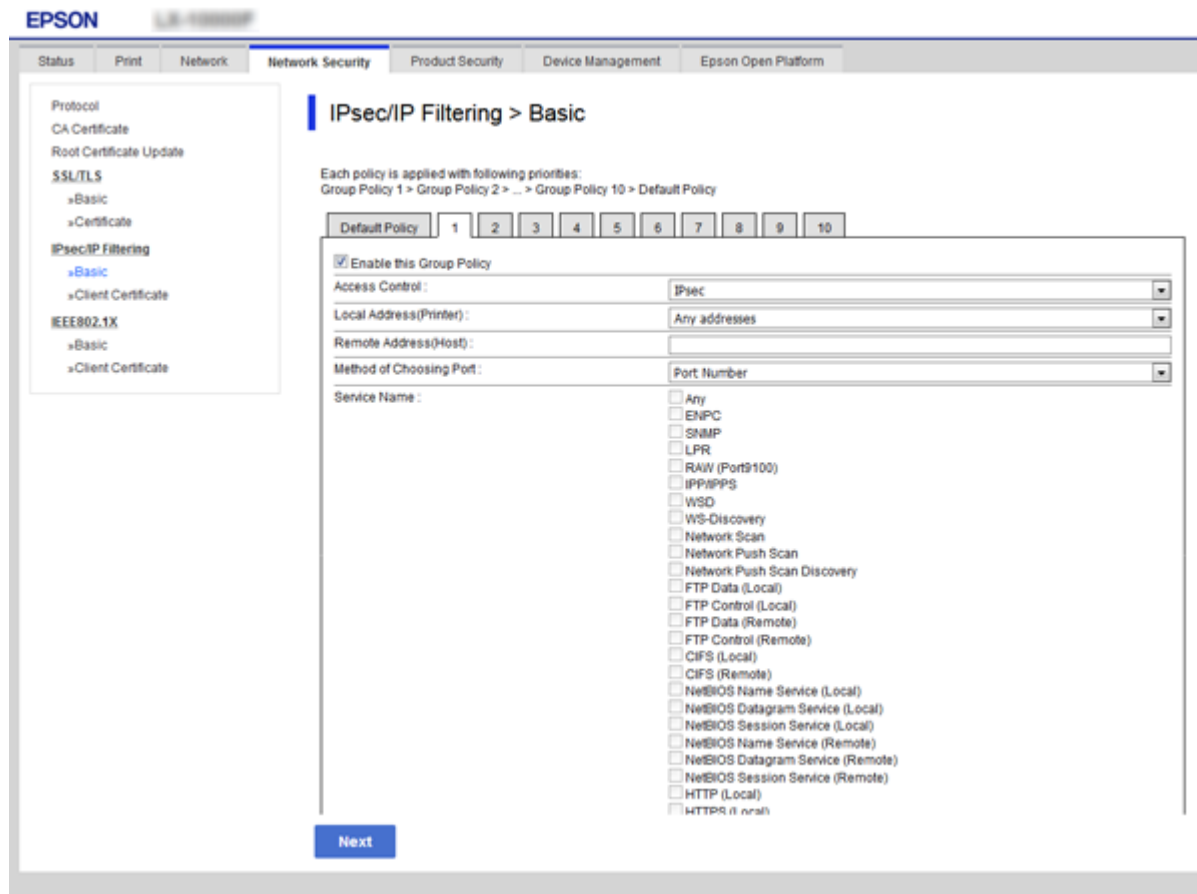 EPSON
Status Print Network Network Security Product Security Device Management Epson Open Platform
Protocol
CA Certificate
Root Certificate Update
SSL/TLS
»Basic
»Certificate
IPsec/IP Filtering
»Basic
»Client Certificate
IEEE802.1X
»Basic
»Client Certificate
IPsec/IP Filtering > Basic
Each policy is applied with following priorities:
Group Policy 1 > Group Policy 2 > ... > Group Policy 10 > Default Policy
Default Policy 1 2 3 4 5 6 7 8 9 10
Enable this Group Policy
Access Control : IPsec
Local Address(Printer) : Any addresses
Remote Address(Host) :
Method of Choosing Port : Port Number
Service Name : Any
ENPC
SNMP
LPR
RAW (Port9100)
IPP/IPPS
WSD
WS-Discovery
Network Scan
Network Push Scan
Network Push Scan Discovery
FTP Data (Local)
FTP Control (Local)
FTP Data (Remote)
FTP Control (Remote)
CIFS (Local)
CIFS (Remote)
NetBIOS Name Service (Local)
NetBIOS Datagram Service (Local)
NetBIOS Session Service (Local)
NetBIOS Name Service (Remote)
NetBIOS Datagram Service (Remote)
NetBIOS Session Service (Remote)
HTTP (Local)
HTTPS (Local)
Next